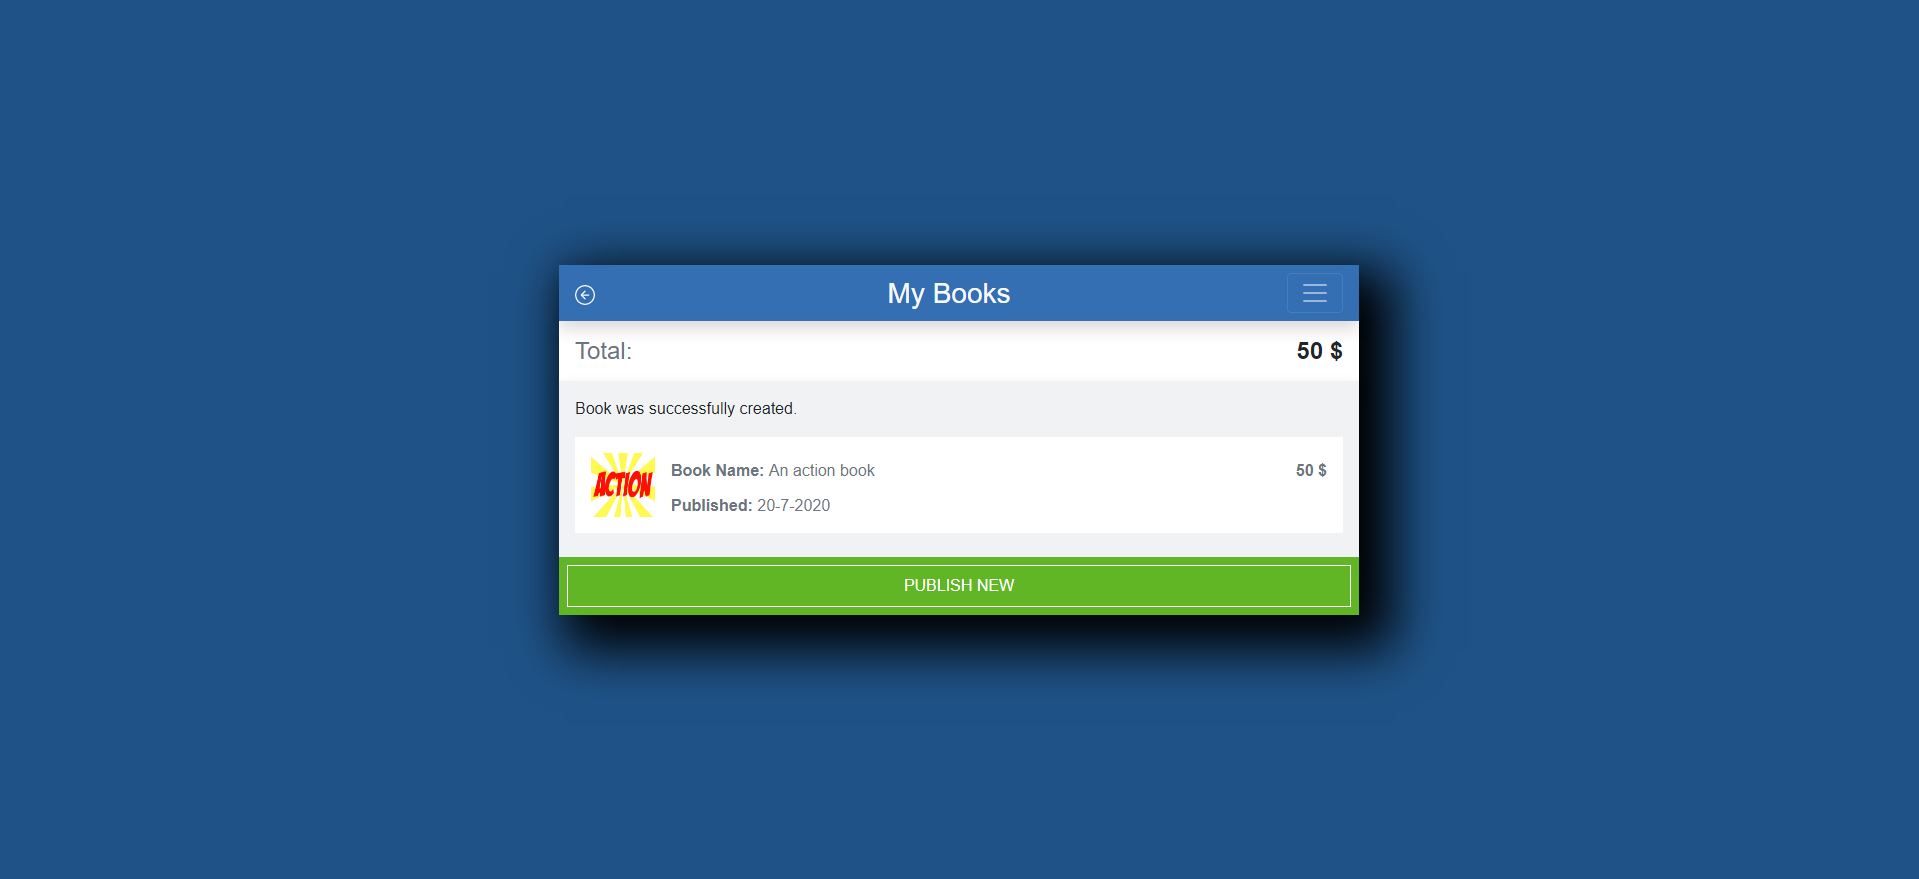 My Books
Total: 50 $
Book was successfully created.
ACTION
Book Name: An action book 50 $
Published: 20-7-2020
PUBLISH NEW